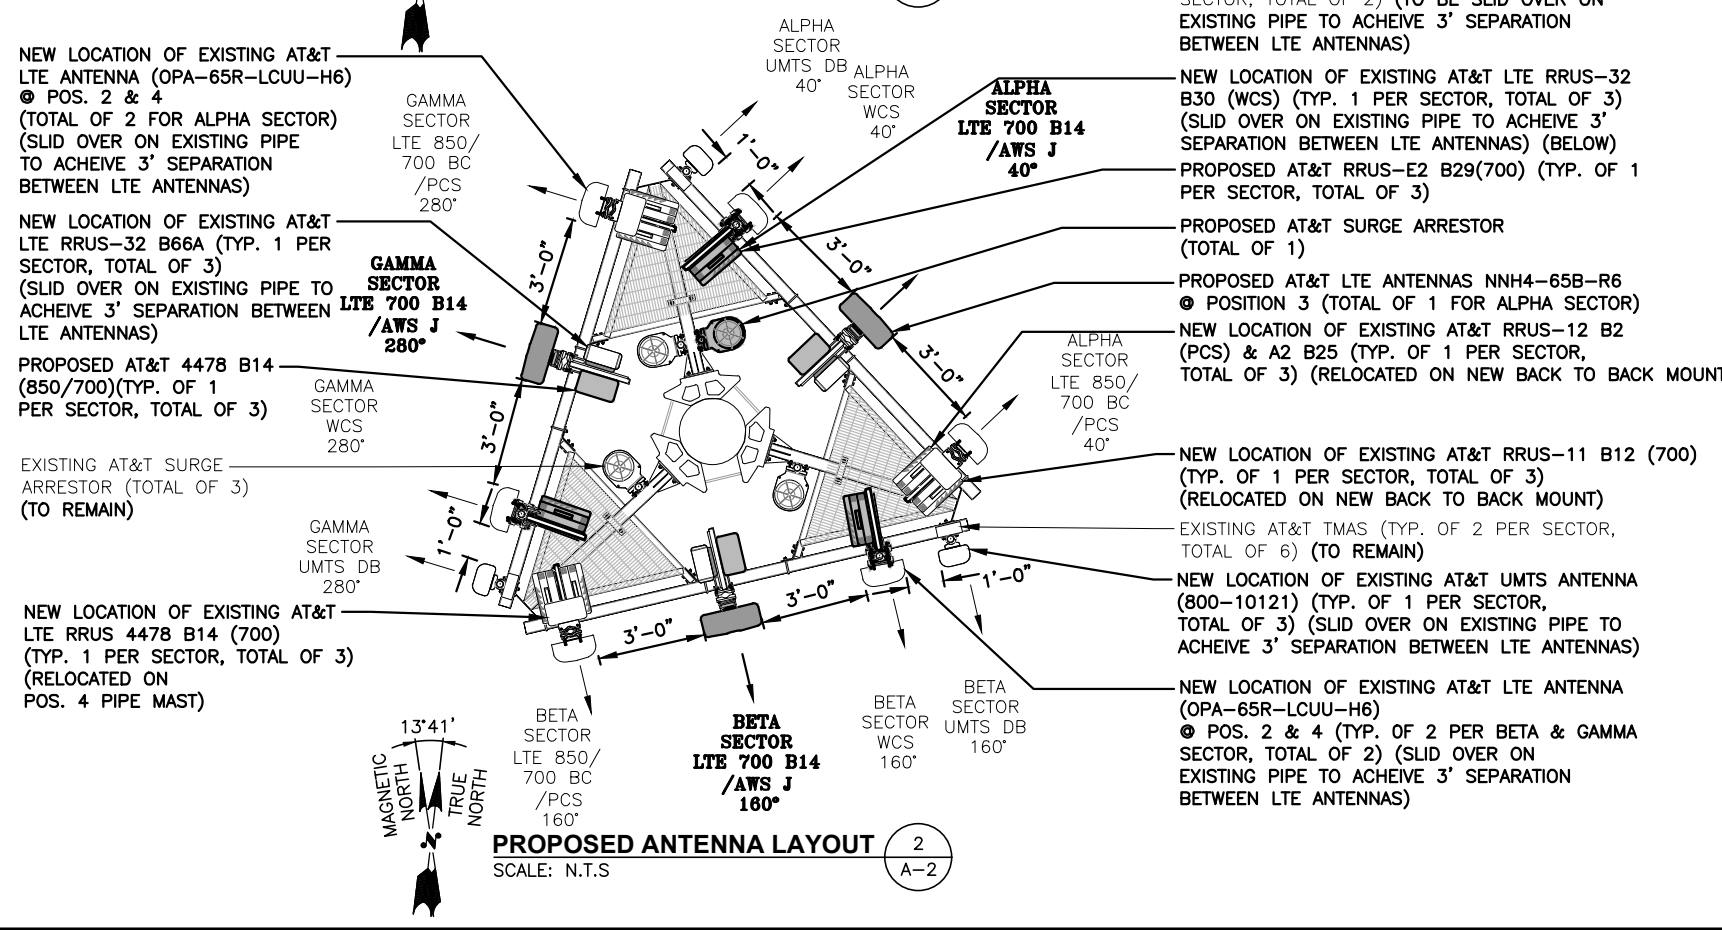 NEW LOCATION OF EXISTING AT&T
LTE ANTENNA (OPA-65R-LCUU-H6)
@ POS. 2 & 4
(TOTAL OF 2 FOR ALPHA SECTOR)
(SLID OVER ON EXISTING PIPE
TO ACHEIVE 3' SEPARATION
BETWEEN LTE ANTENNAS)
NEW LOCATION OF EXISTING AT&T
LTE RRUS-32 B66A (TYP. 1 PER
SECTOR, TOTAL OF 3)
(SLID OVER ON EXISTING PIPE TO
ACHEIVE 3' SEPARATION BETWEEN
LTE ANTENNAS)
PROPOSED AT&T 4478 B14
(850/700)(TYP. OF 1
PER SECTOR, TOTAL OF 3)
EXISTING AT&T SURGE
ARRESTOR (TOTAL OF 3)
(TO REMAIN)
NEW LOCATION OF EXISTING AT&T
LTE RRUS 4478 B14 (700)
(TYP. 1 PER SECTOR, TOTAL OF 3)
(RELOCATED ON
POS. 4 PIPE MAST)
GAMMA
SECTOR
LTE 850/
700 BC
/PCS
280°
GAMMA
SECTOR
LTE 700 B14
/AWS J
280°
GAMMA
SECTOR
WCS
280°
GAMMA
SECTOR
UMTS DB
280°
ALPHA
SECTOR
UMTS DB
40°
ALPHA
SECTOR
WCS
40°
ALPHA
SECTOR
LTE 700 B14
/AWS J
40°
ALPHA
SECTOR
LTE 850/
700 BC
/PCS
40°
1'-0"
3'-0"
3'-0"
3'-0"
3'-0"
1'-0"
3'-0"
3'-0"
1'-0"
BETA
SECTOR
LTE 850/
700 BC
/PCS
160°
BETA
SECTOR
LTE 700 B14
/AWS J
160°
BETA
SECTOR
WCS
160°
BETA
SECTOR
UMTS DB
160°
SECTOR, TOTAL OF 2) (TO BE SLID OVER ON
EXISTING PIPE TO ACHEIVE 3' SEPARATION
BETWEEN LTE ANTENNAS)
NEW LOCATION OF EXISTING AT&T LTE RRUS-32
B30 (WCS) (TYP. 1 PER SECTOR, TOTAL OF 3)
(SLID OVER ON EXISTING PIPE TO ACHEIVE 3'
SEPARATION BETWEEN LTE ANTENNAS) (BELOW)
PROPOSED AT&T RRUS-E2 B29(700) (TYP. OF 1
PER SECTOR, TOTAL OF 3)
PROPOSED AT&T SURGE ARRESTOR
(TOTAL OF 1)
PROPOSED AT&T LTE ANTENNAS NNH4-65B-R6
@ POSITION 3 (TOTAL OF 1 FOR ALPHA SECTOR)
NEW LOCATION OF EXISTING AT&T RRUS-12 B2
(PCS) & A2 B25 (TYP. OF 1 PER SECTOR,
TOTAL OF 3) (RELOCATED ON NEW BACK TO BACK MOUNT
NEW LOCATION OF EXISTING AT&T RRUS-11 B12 (700)
(TYP. OF 1 PER SECTOR, TOTAL OF 3)
(RELOCATED ON NEW BACK TO BACK MOUNT)
EXISTING AT&T TMAS (TYP. OF 2 PER SECTOR,
TOTAL OF 6) (TO REMAIN)
NEW LOCATION OF EXISTING AT&T UMTS ANTENNA
(800-10121) (TYP. OF 1 PER SECTOR,
TOTAL OF 3) (SLID OVER ON EXISTING PIPE TO
ACHEIVE 3' SEPARATION BETWEEN LTE ANTENNAS)
NEW LOCATION OF EXISTING AT&T LTE ANTENNA
(OPA-65R-LCUU-H6)
@ POS. 2 & 4 (TYP. OF 2 PER BETA & GAMMA
SECTOR, TOTAL OF 2) (SLID OVER ON
EXISTING PIPE TO ACHEIVE 3' SEPARATION
BETWEEN LTE ANTENNAS)
13°41'
MAGNETIC
NORTH
TRUE
NORTH
N
PROPOSED ANTENNA LAYOUT
SCALE: N.T.S
2
A-2